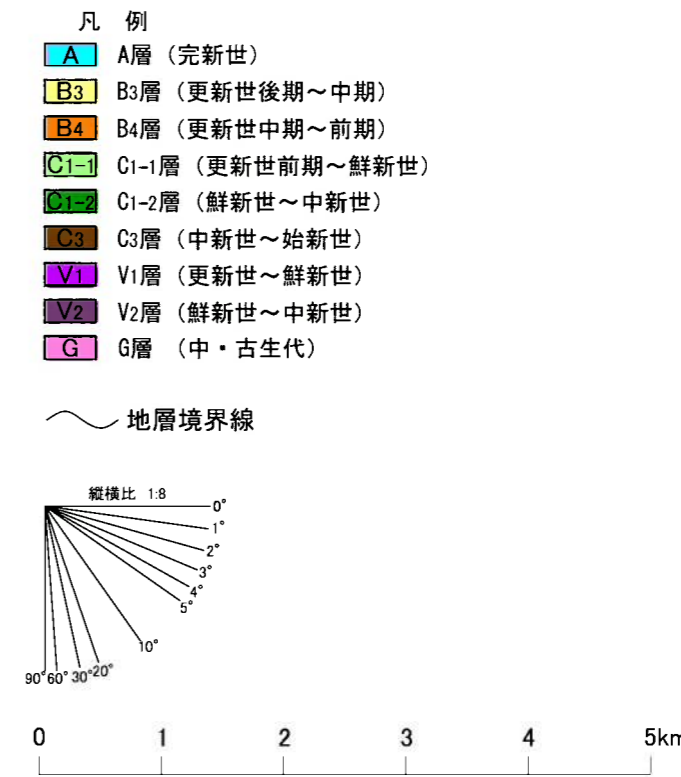 凡 例
A A層（完新世）
B3 B3層（更新世後期～中期）
B4 B4層（更新世中期～前期）
C1-1 C1-1層（更新世前期～鮮新世）
C1-2 C1-2層（鮮新世～中新世）
C3 C3層（中新世～始新世）
V1 V1層（更新世～鮮新世）
V2 V2層（鮮新世～中新世）
G G層 （中・古生代）
地層境界線
縦横比 1:8
0°
1°
2°
3°
4°
5°
10°
90° 60° 30° 20°
0 1 2 3 4 5km